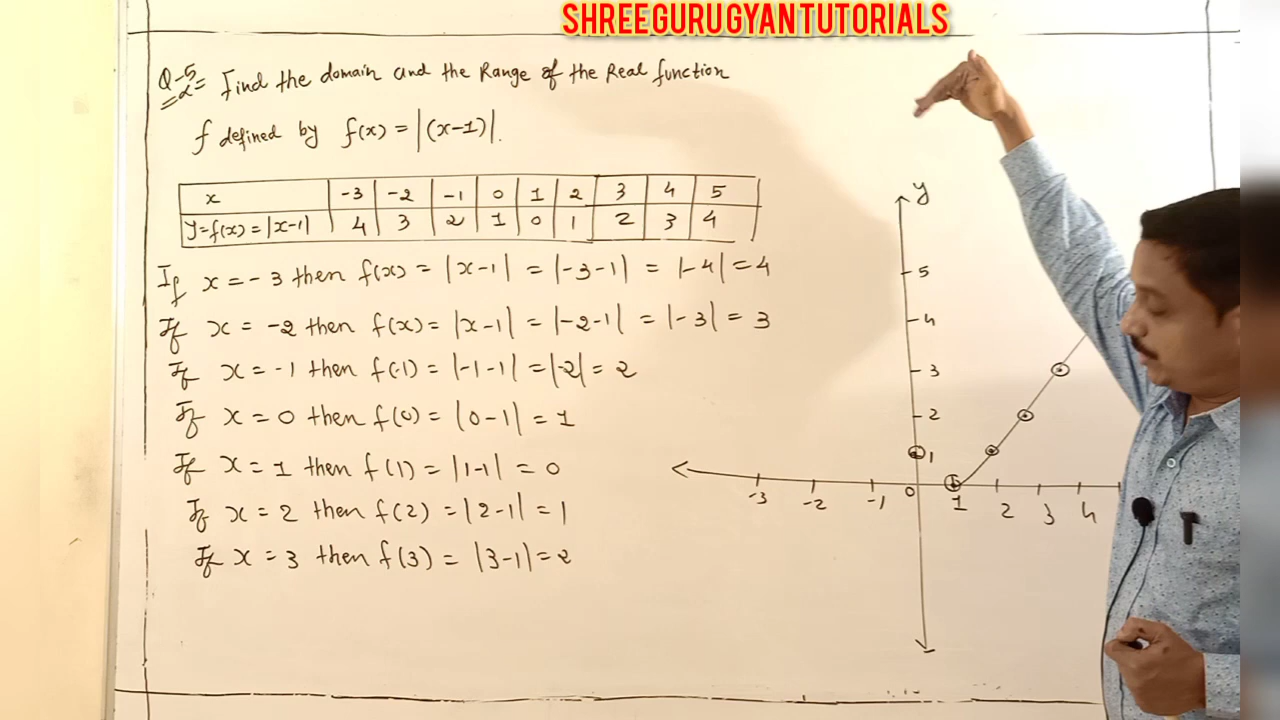 SHREE GURU GYAN TUTORIALS
Q-5 Find the domain and the Range of the Real function
f defined by f(x) = |(x-1)|.
x -3 -2 -1 0 1 2 3 4 5
y=f(x)=|x-1| 4 3 2 1 0 1 2 3 4
If x = -3 then f(x) = |x-1| = |-3-1| = |-4| = 4
If x = -2 then f(x) = |x-1| = |-2-1| = |-3| = 3
If x = -1 then f(-1) = |-1-1| = |-2| = 2
If x = 0 then f(0) = |0-1| = 1
If x = 1 then f(1) = |1-1| = 0
If x = 2 then f(2) = |2-1| = 1
If x = 3 then f(3) = |3-1| = 2
y
5
4
3
2
1
-3 -2 -1 0 1 2 3 4